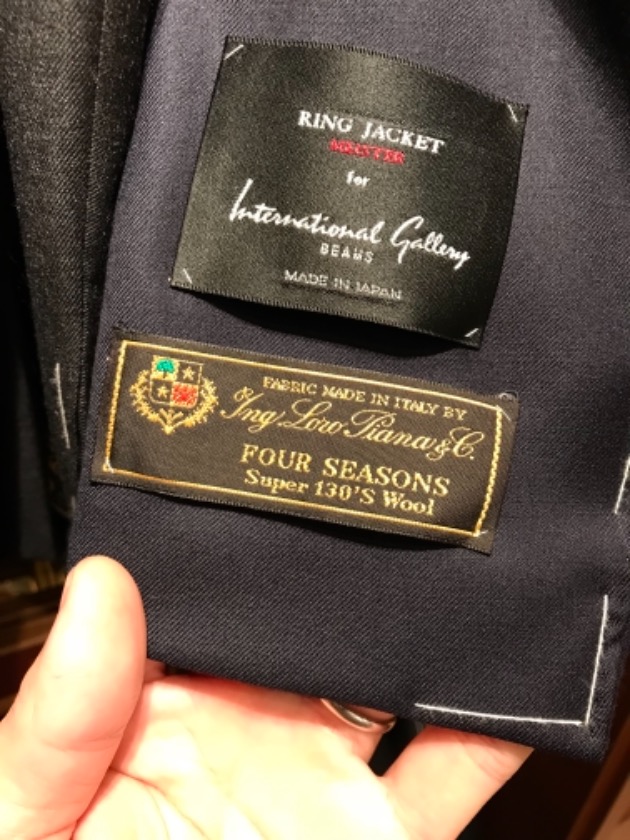 RING JACKET
MEISTER
for
International Gallery
BEAMS
MADE IN JAPAN
FABRIC MADE IN ITALY BY
Ing. Loro Piana & C.
FOUR SEASONS
Super 130'S Wool